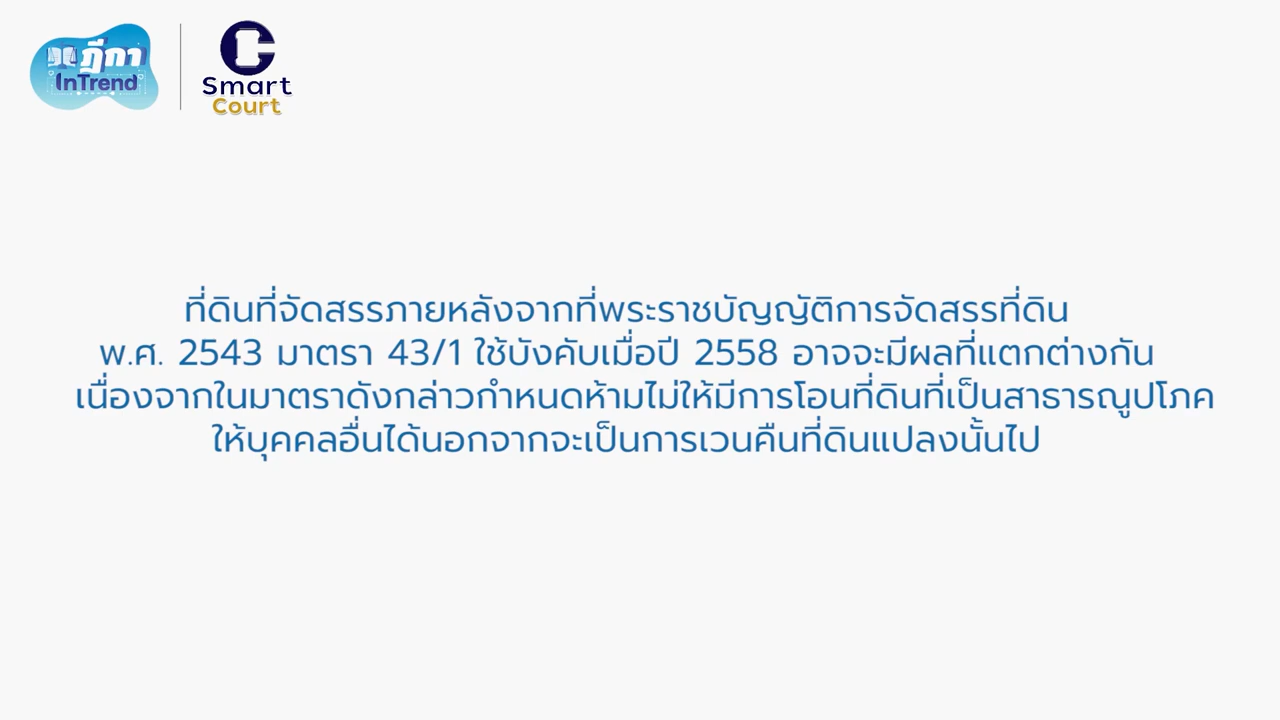 ฎีกา
InTrend
Smart
Court
ที่ดินที่จัดสรรภายหลังจากที่พระราชบัญญัติการจัดสรรที่ดิน
พ.ศ. 2543 มาตรา 43/1 ใช้บังคับเมื่อปี 2558 อาจจะมีผลที่แตกต่างกัน
เนื่องจากในมาตราดังกล่าวกำหนดห้ามไม่ให้มีการโอนที่ดินที่เป็นสาธารณูปโภค
ให้บุคคลอื่นได้นอกจากจะเป็นการเวนคืนที่ดินแปลงนั้นไป